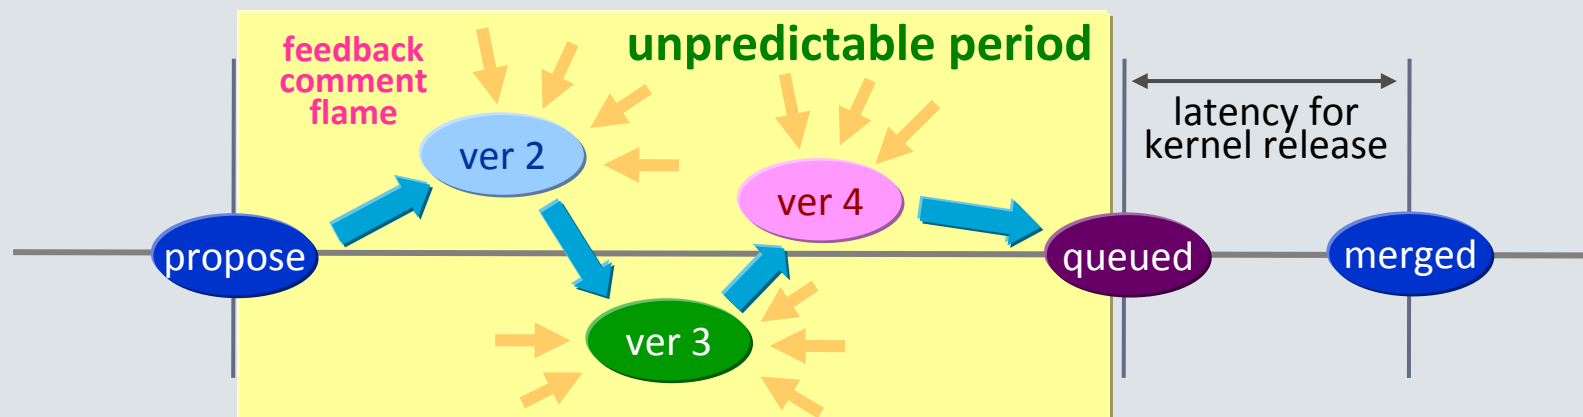 feedback
comment
flame
unpredictable period
ver 2
latency for
kernel release
ver 4
propose
queued
merged
ver 3